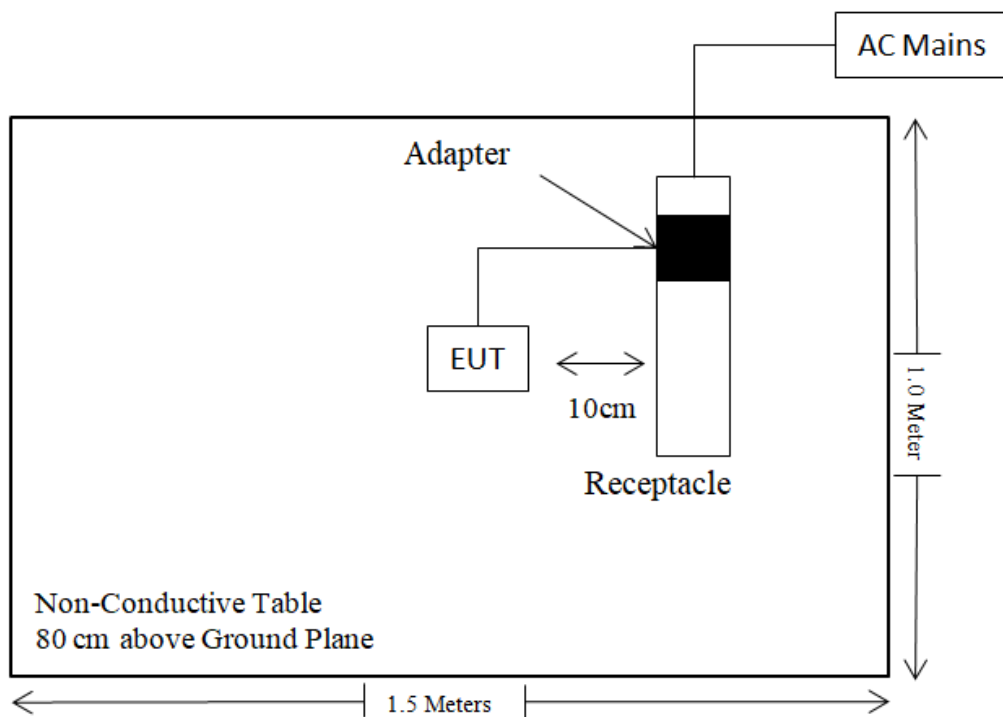 AC Mains
Adapter
EUT
10cm
Receptacle
1.0 Meter
Non-Conductive Table
80 cm above Ground Plane
1.5 Meters